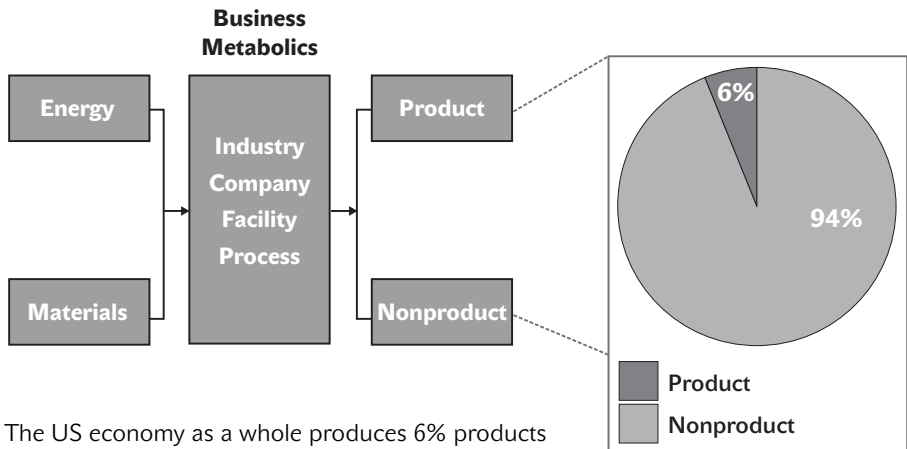 Business
Metabolics
Energy
Materials
Industry
Company
Facility
Process
Product
Nonproduct
6%
94%
Product
Nonproduct
The US economy as a whole produces 6% products